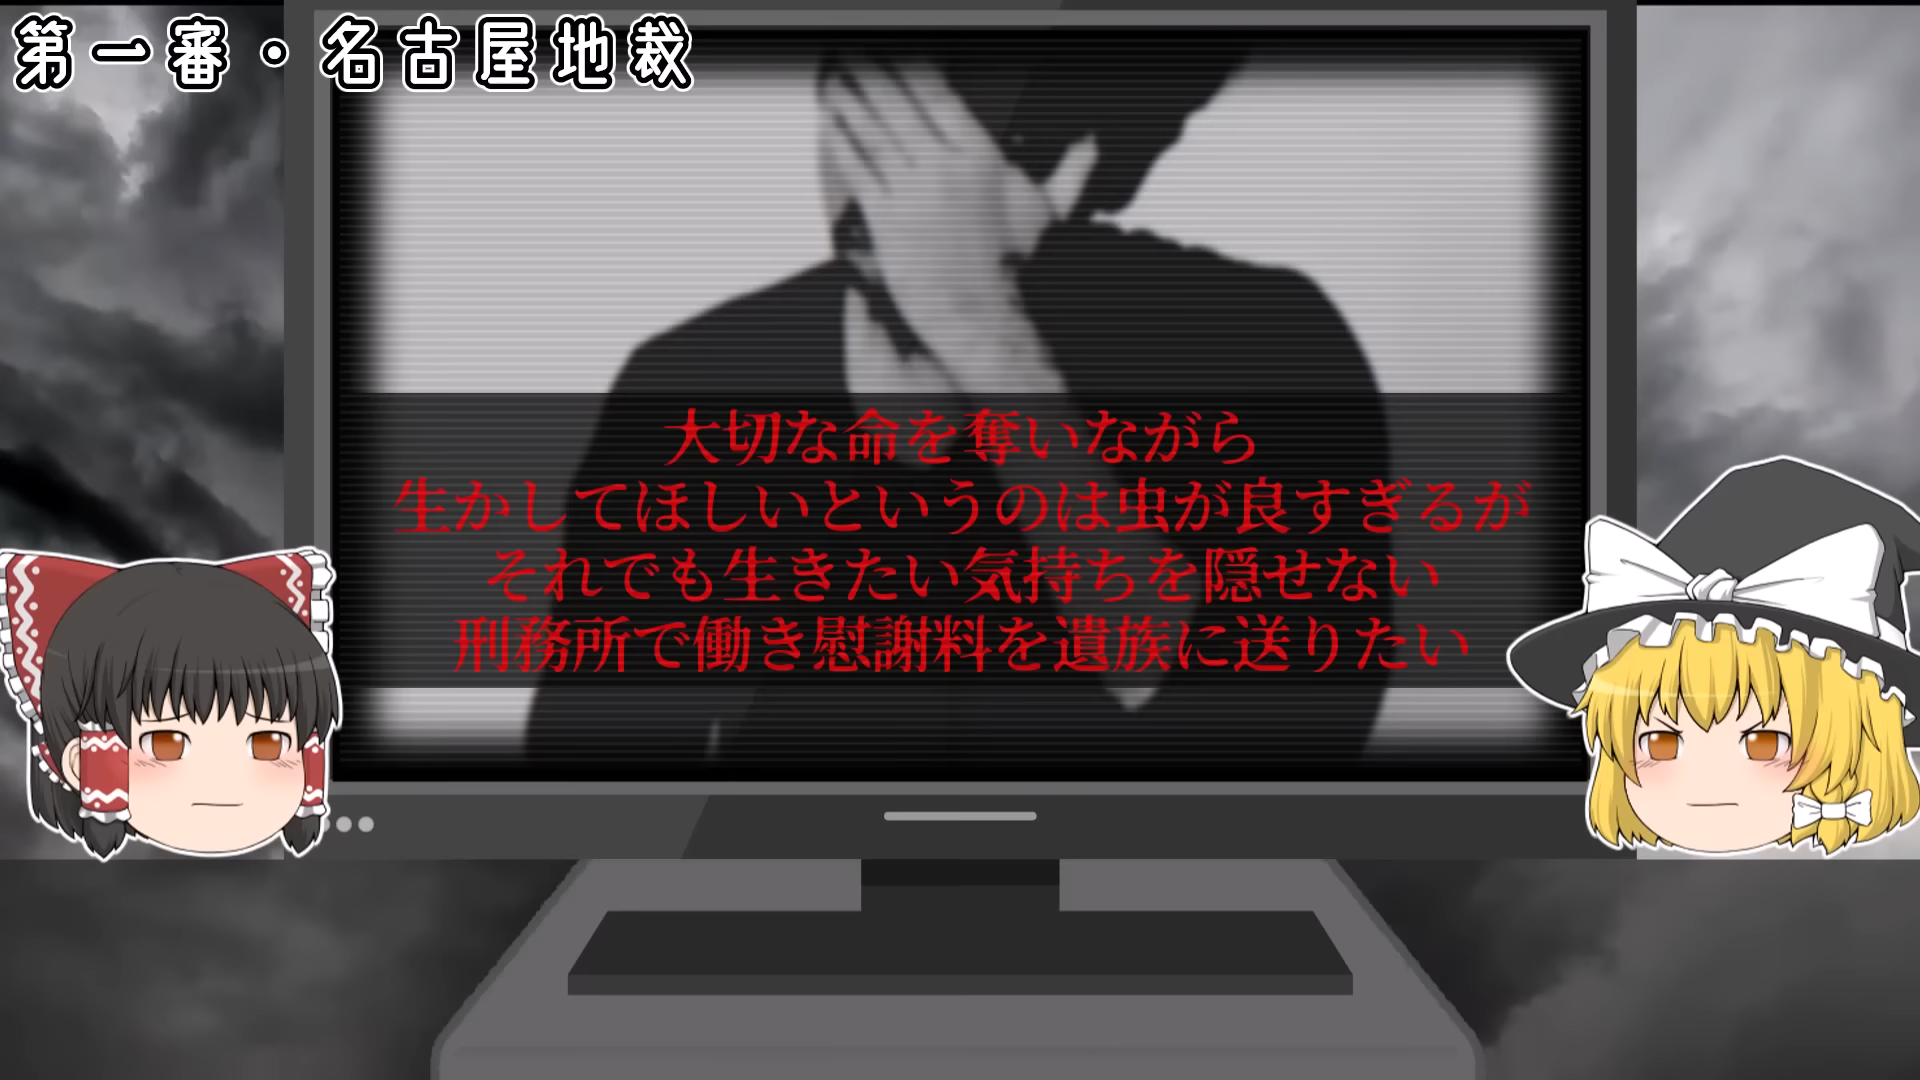 第一審・名古屋地裁
大切な命を奪いながら
生かしてほしいというのは虫が良すぎるが
それでも生きたい気持ちを隠せない
刑務所で働き慰謝料を遺族に送りたい